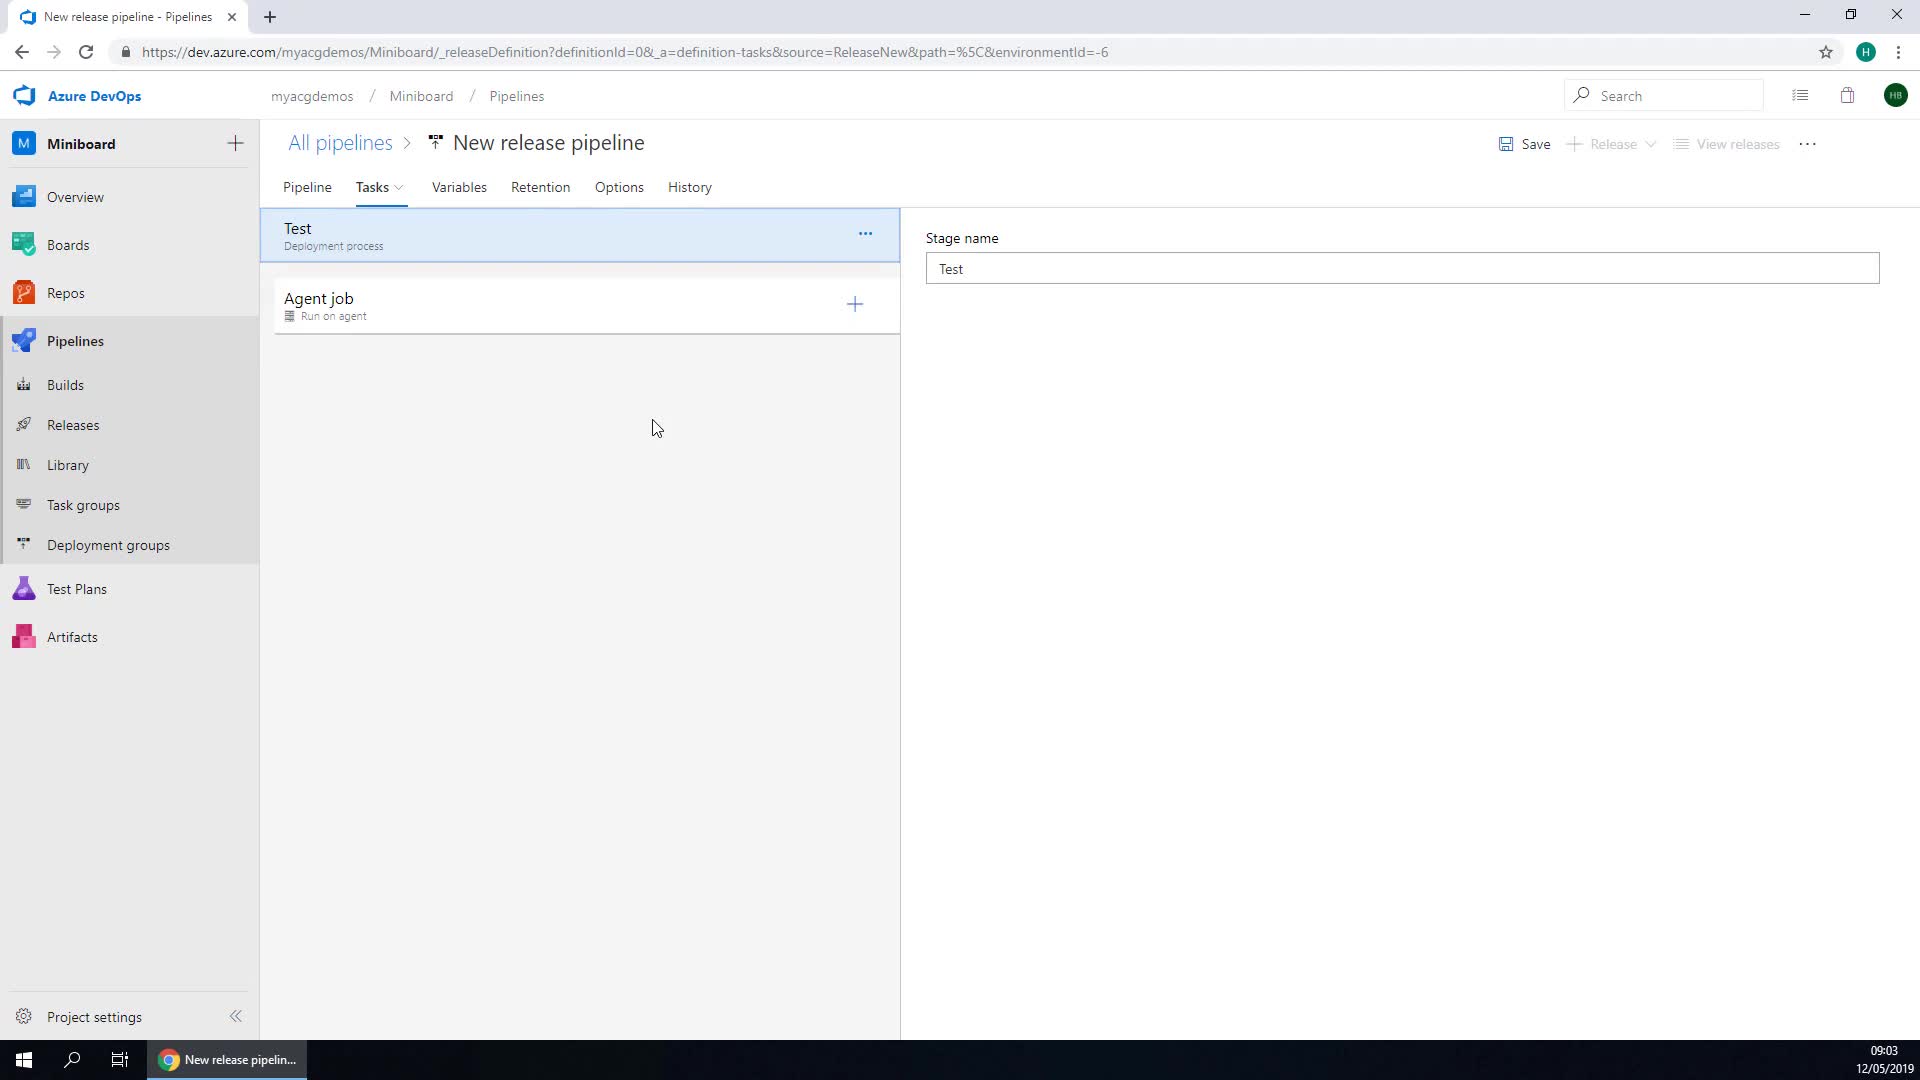 New release pipeline - Pipelines
https://dev.azure.com/myacgdemos/Miniboard/_releaseDefinition?definitionId=0&_a=definition-tasks&source=ReleaseNew&path=%5C&environmentId=-6
H
Azure DevOps
myacgdemos / Miniboard / Pipelines
Search
HB
M Miniboard
All pipelines > New release pipeline
Save
Release
View releases
Pipeline
Tasks
Variables
Retention
Options
History
Overview
Boards
Repos
Pipelines
Builds
Releases
Library
Task groups
Deployment groups
Test Plans
Artifacts
Project settings
Test
Deployment process
Agent job
Run on agent
Stage name
Test
New release pipelin...
09:03
12/05/2019